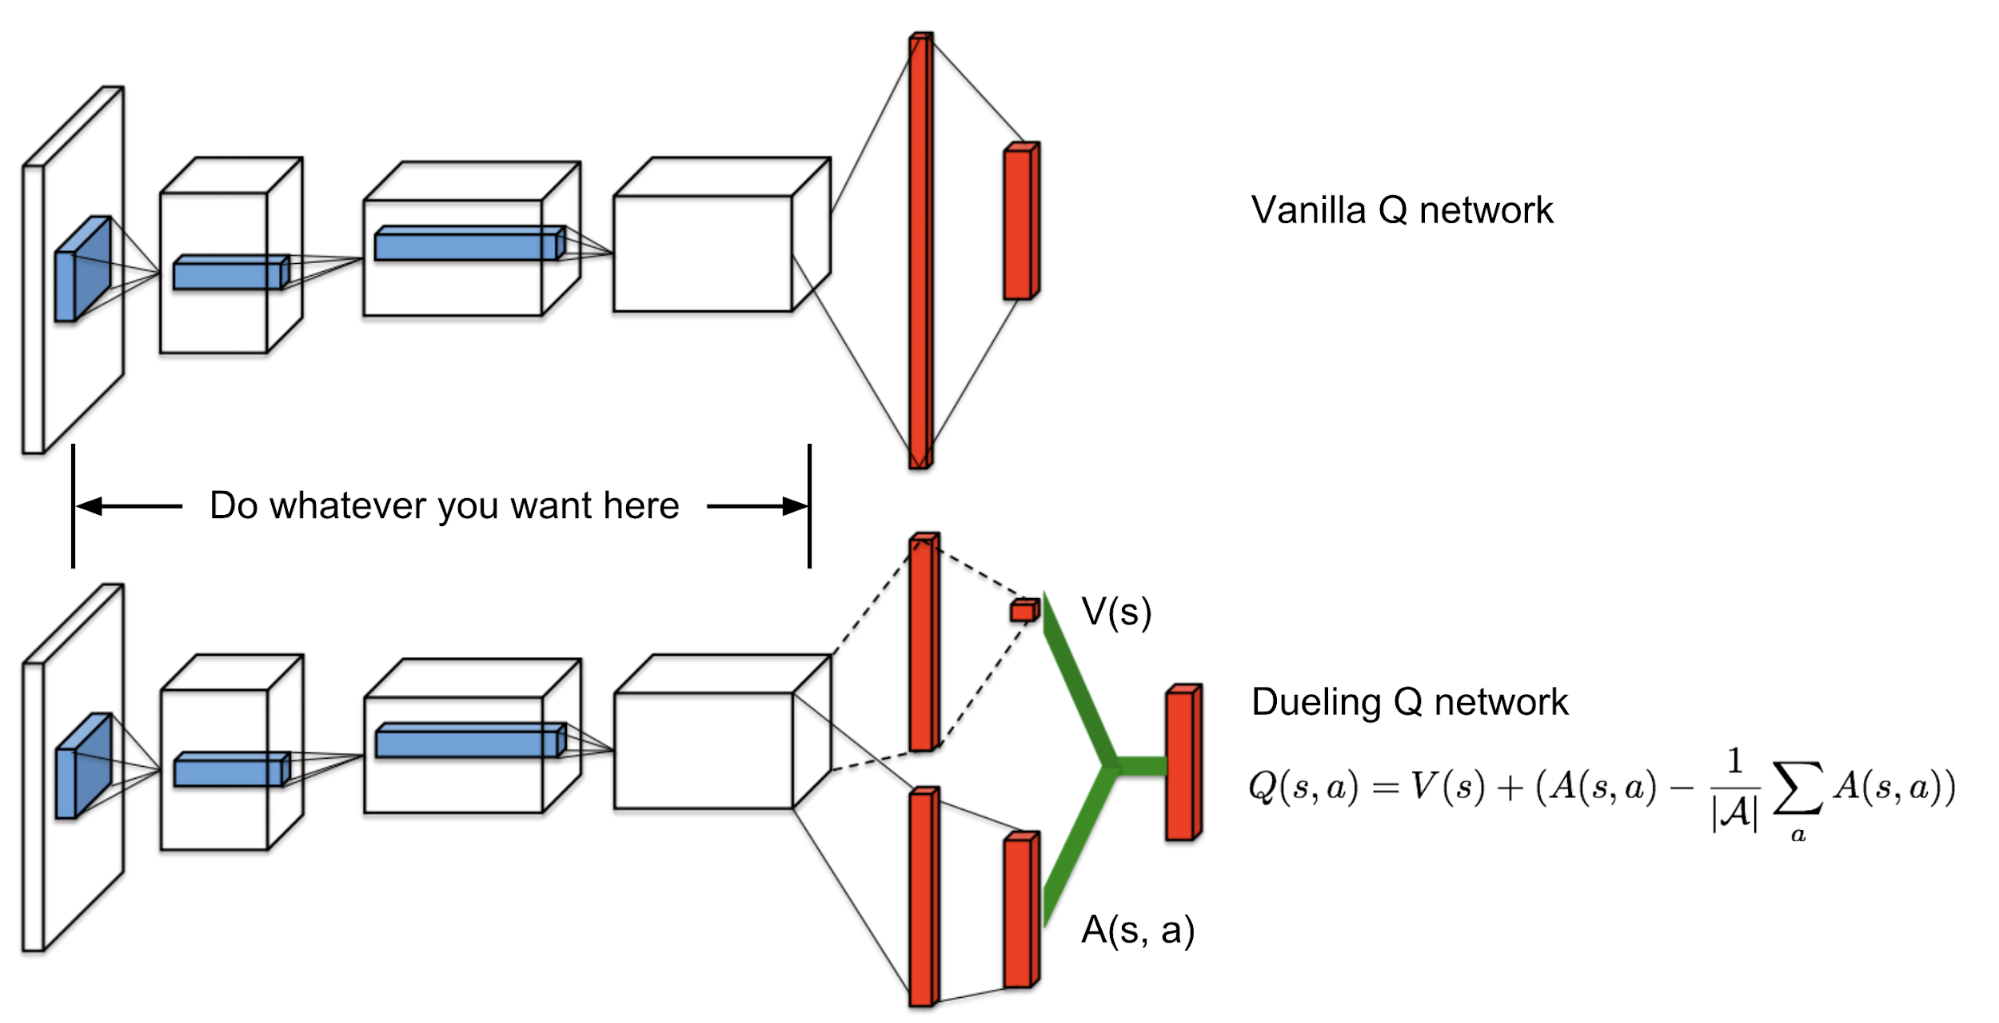 Vanilla Q network
Do whatever you want here
V(s)
Dueling Q network
Q(s, a) = V(s) + (A(s, a) − \frac{1}{|\mathcal{A}|} \sum_{a} A(s, a))
A(s, a)